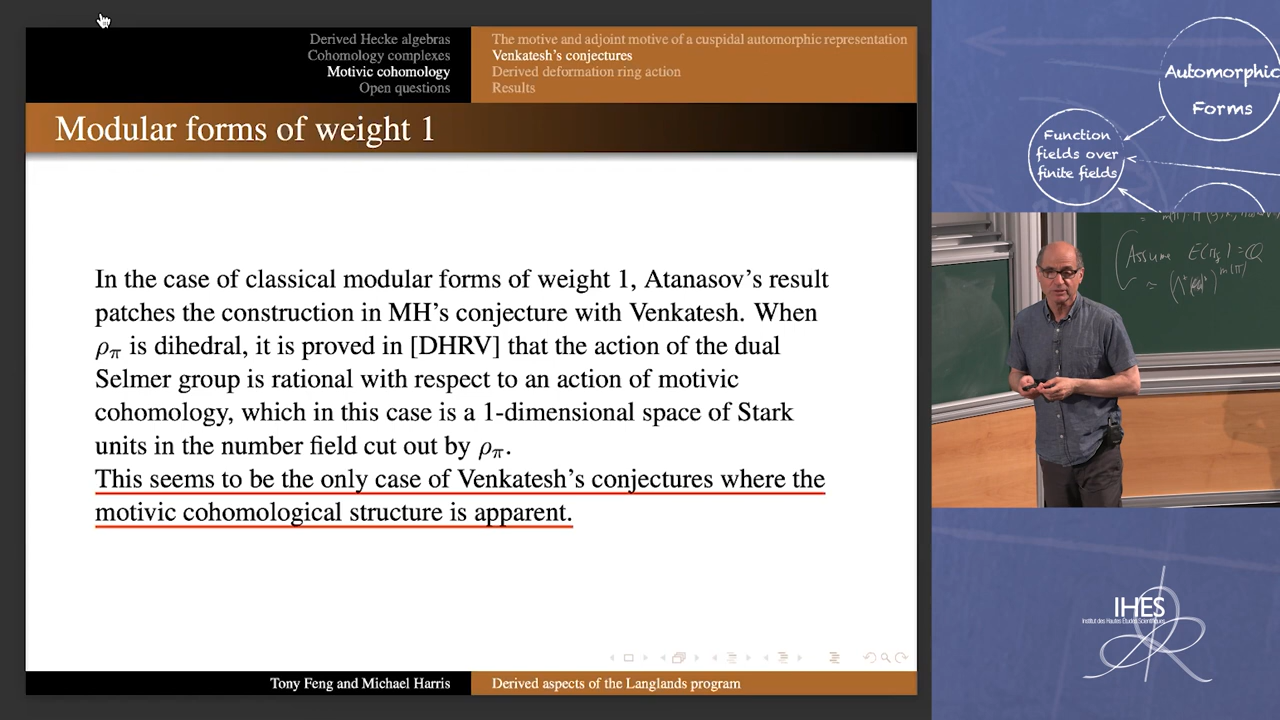 Derived Hecke algebras
Cohomology complexes
Motivic cohomology
Open questions
The motive and adjoint motive of a cuspidal automorphic representation
Venkatesh's conjectures
Derived deformation ring action
Results
Modular forms of weight 1
In the case of classical modular forms of weight 1, Atanasov's result
patches the construction in MH's conjecture with Venkatesh. When
ρπ is dihedral, it is proved in [DHRV] that the action of the dual
Selmer group is rational with respect to an action of motivic
cohomology, which in this case is a 1-dimensional space of Stark
units in the number field cut out by ρπ.
This seems to be the only case of Venkatesh's conjectures where the
motivic cohomological structure is apparent.
Tony Feng and Michael Harris
Derived aspects of the Langlands program
Automorphic
Forms
Function
fields over
finite fields
Assume E(πf) = Q
IHES
Institut des Hautes Études Scientifiques